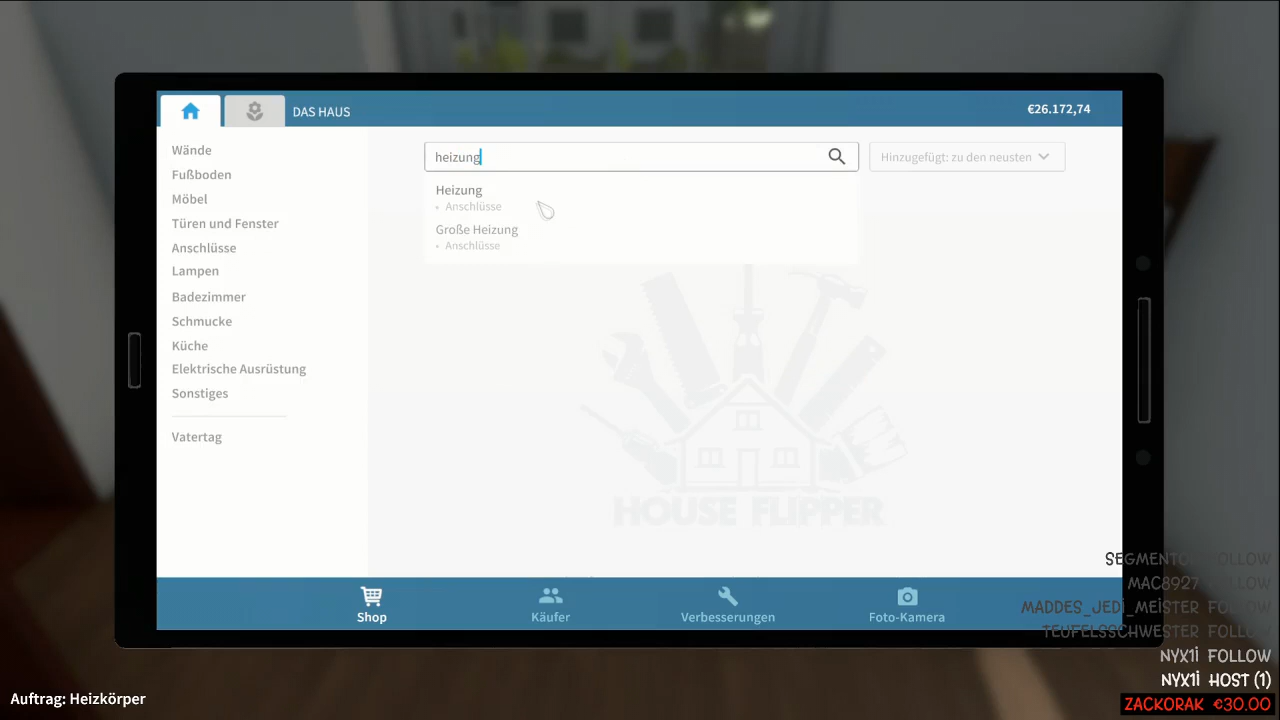 DAS HAUS
€26.172,74
Wände
Fußboden
Möbel
Türen und Fenster
Anschlüsse
Lampen
Badezimmer
Schmucke
Küche
Elektrische Ausrüstung
Sonstiges
Vatertag
heizung
Hinzugefügt: zu den neusten
Heizung
• Anschlüsse
Große Heizung
• Anschlüsse
HOUSE FLIPPER
Shop
Käufer
Verbesserungen
Foto-Kamera
SEGMENTO FOLLOW
MAC8927 FOLLOW
MADDES_JEDI_MEISTER FOLLOW
TEUFELSSCHWESTER FOLLOW
NYX1I FOLLOW
NYX1I HOST (1)
ZACKORAK €30.00
Auftrag: Heizkörper